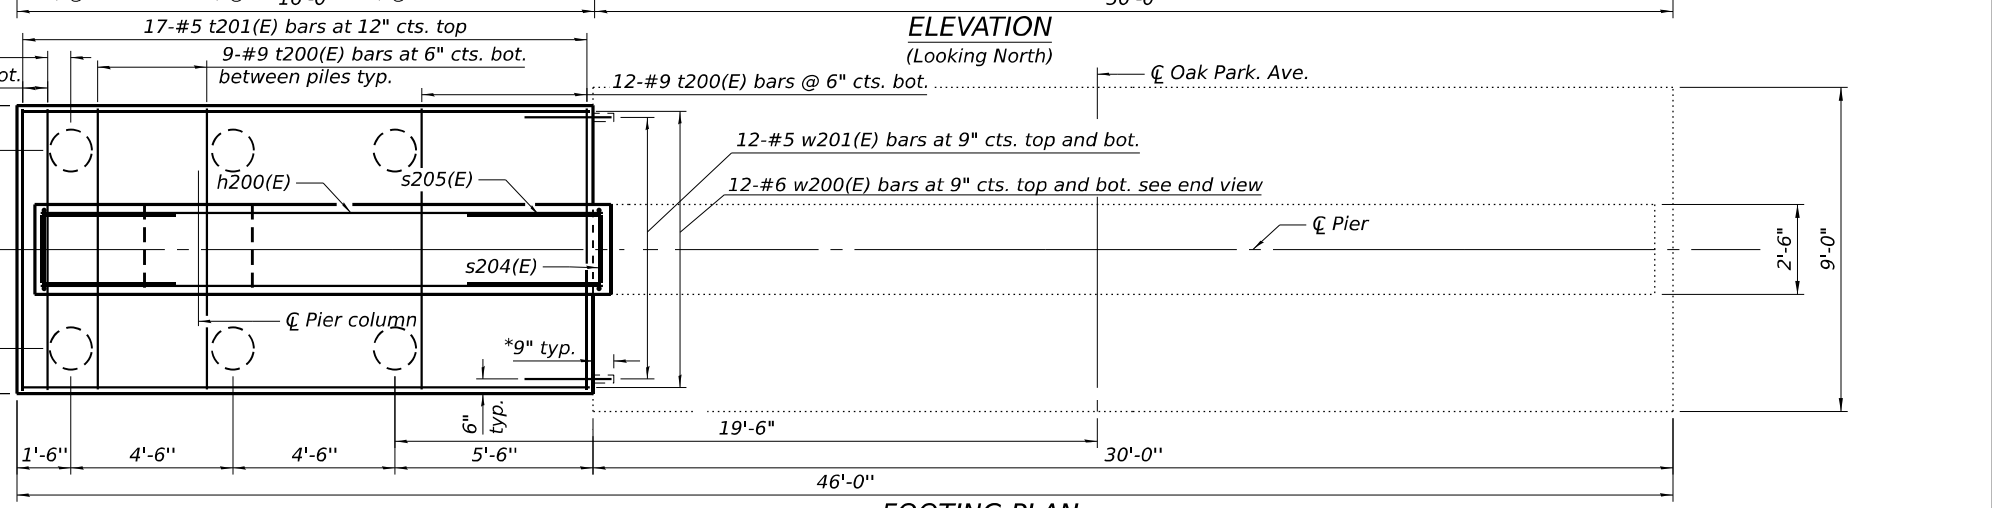 17-#5 t201(E) bars at 12" cts. top
ELEVATION
(Looking North)
9-#9 t200(E) bars at 6" cts. bot.
between piles typ.
ot.
12-#9 t200(E) bars @ 6" cts. bot.
℄ Oak Park. Ave.
12-#5 w201(E) bars at 9" cts. top and bot.
h200(E)
s205(E)
12-#6 w200(E) bars at 9" cts. top and bot. see end view
℄ Pier
2'-6"
9'-0"
s204(E)
℄ Pier column
*9" typ.
6"
typ.
19'-6"
1'-6''
4'-6''
4'-6''
5'-6''
30'-0''
46'-0''